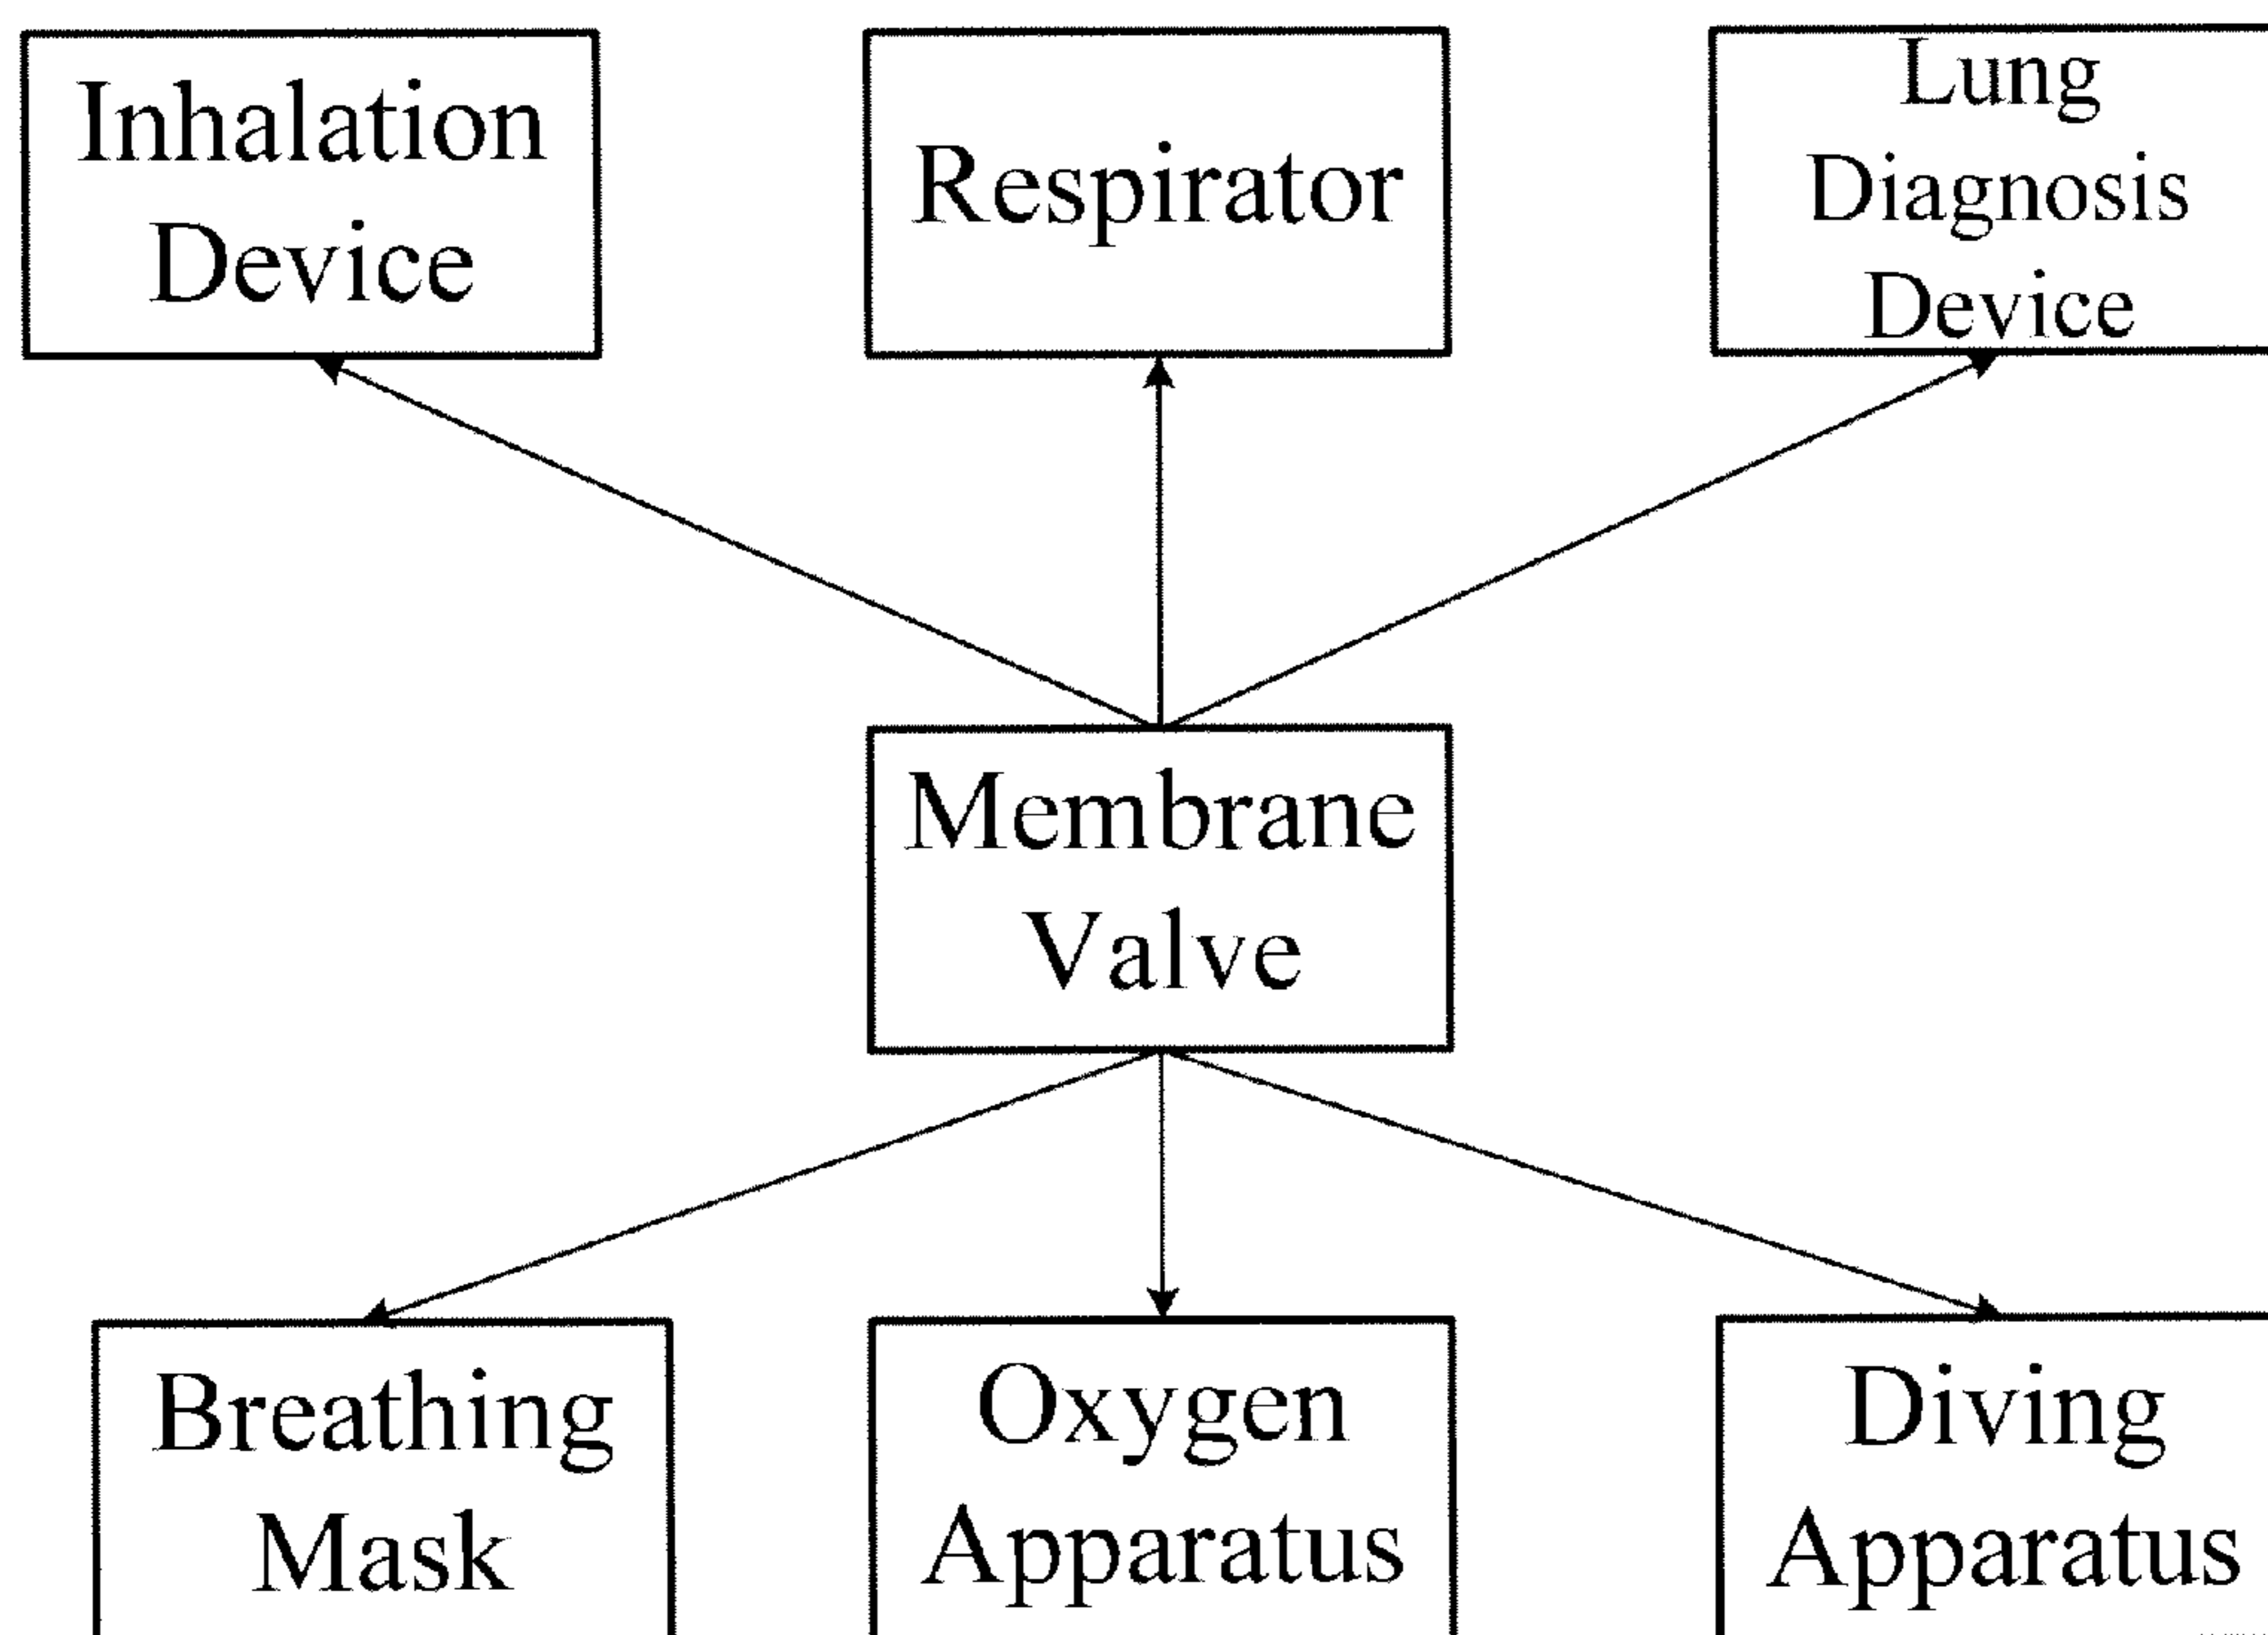 Inhalation
Device
Respirator
Lung
Diagnosis
Device
Membrane
Valve
Breathing
Mask
Oxygen
Apparatus
Diving
Apparatus